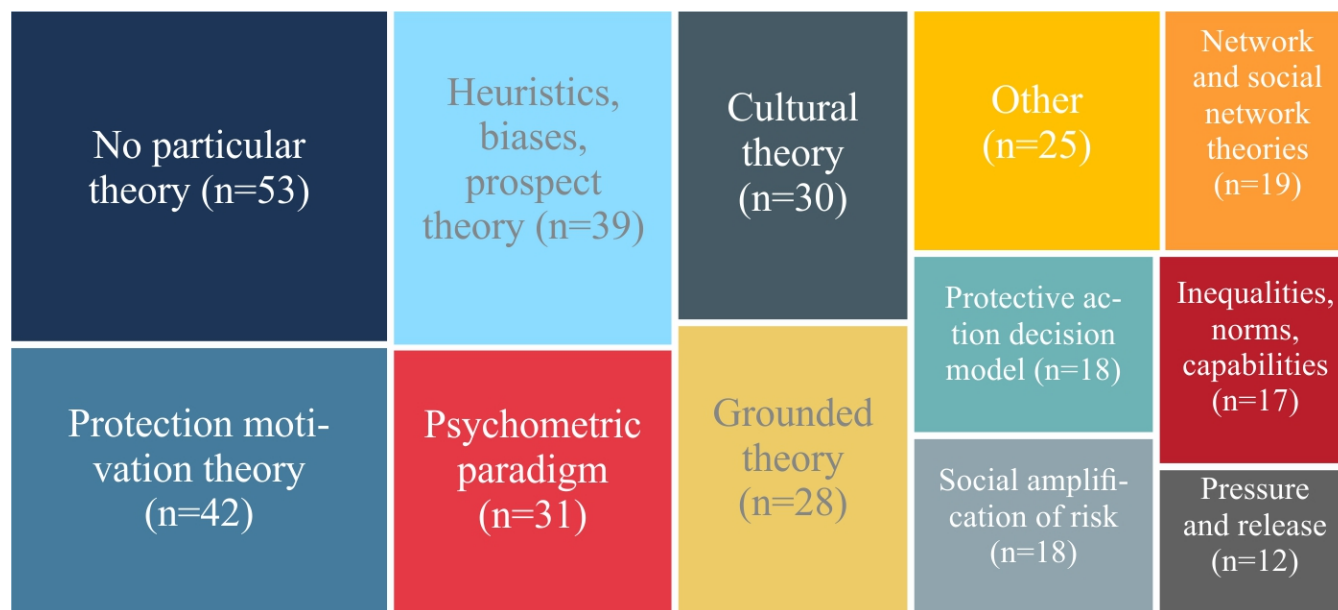 No particular
theory (n=53)
Protection moti-
vation theory
(n=42)
Heuristics,
biases,
prospect
theory (n=39)
Psychometric
paradigm
(n=31)
Cultural
theory
(n=30)
Grounded
theory
(n=28)
Other
(n=25)
Network
and social
network
theories
(n=19)
Protective ac-
tion decision
model (n=18)
Inequalities,
norms,
capabilities
(n=17)
Social amplifi-
cation of risk
(n=18)
Pressure
and release
(n=12)